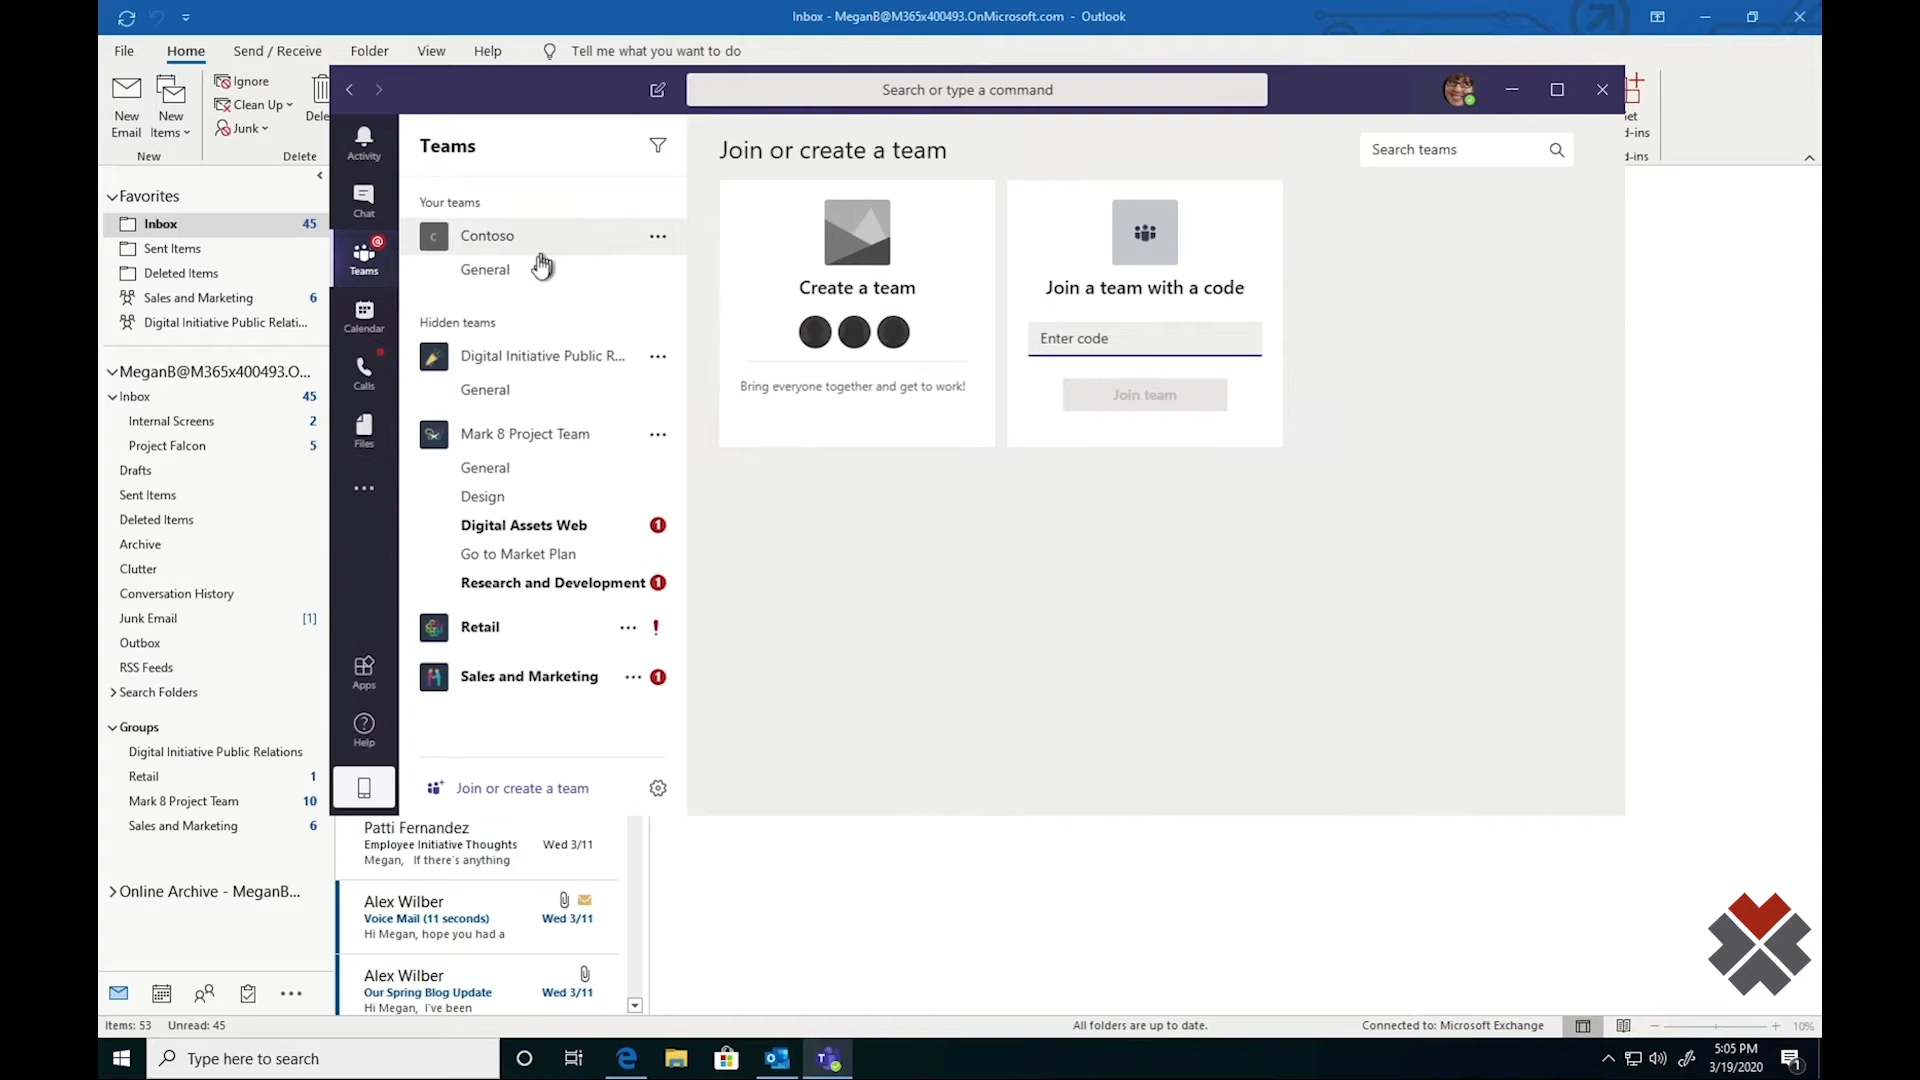 Inbox - MeganB@M365x400493.OnMicrosoft.com - Outlook
File Home Send / Receive Folder View Help Tell me what you want to do
New Email
New Items
Ignore
Clean Up
Junk
Dele
New
Delete
et
d-ins
d-ins
Search or type a command
Favorites
Inbox 45
Sent Items
Deleted Items
Sales and Marketing 6
Digital Initiative Public Relati...
MeganB@M365x400493.O...
Inbox 45
Internal Screens 2
Project Falcon 5
Drafts
Sent Items
Deleted Items
Archive
Clutter
Conversation History
Junk Email [1]
Outbox
RSS Feeds
Search Folders
Groups
Digital Initiative Public Relations
Retail 1
Mark 8 Project Team 10
Sales and Marketing 6
Online Archive - MeganB...
Activity
Chat
Teams
Calendar
Calls
Files
Apps
Help
Teams
Your teams
C Contoso
General
Hidden teams
Digital Initiative Public R...
General
Mark 8 Project Team
General
Design
Digital Assets Web 1
Go to Market Plan
Research and Development 1
Retail !
Sales and Marketing 1
Join or create a team
Join or create a team
Search teams
Create a team
Bring everyone together and get to work!
Join a team with a code
Enter code
Join team
Patti Fernandez
Employee Initiative Thoughts Wed 3/11
Megan, If there's anything
Alex Wilber
Voice Mail (11 seconds) Wed 3/11
Hi Megan, hope you had a
Alex Wilber
Our Spring Blog Update Wed 3/11
Hi Megan, I've been
Items: 53 Unread: 45
All folders are up to date.
Connected to: Microsoft Exchange
10%
Type here to search
5:05 PM
3/19/2020
1